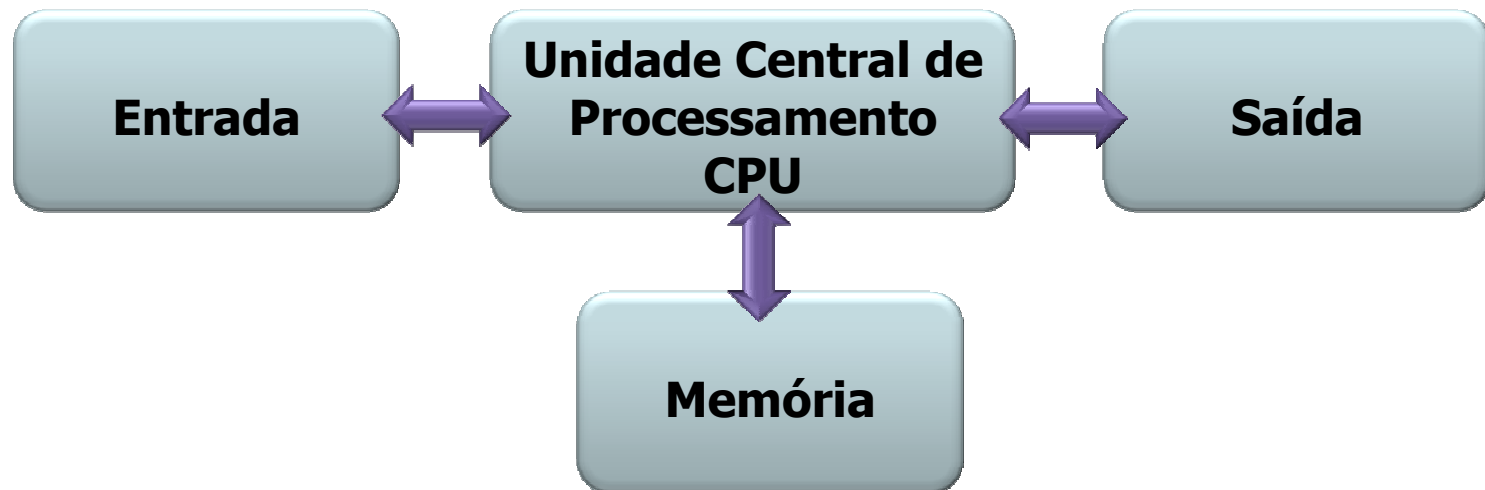 Entrada
Unidade Central de
Processamento
CPU
Saída
Memória